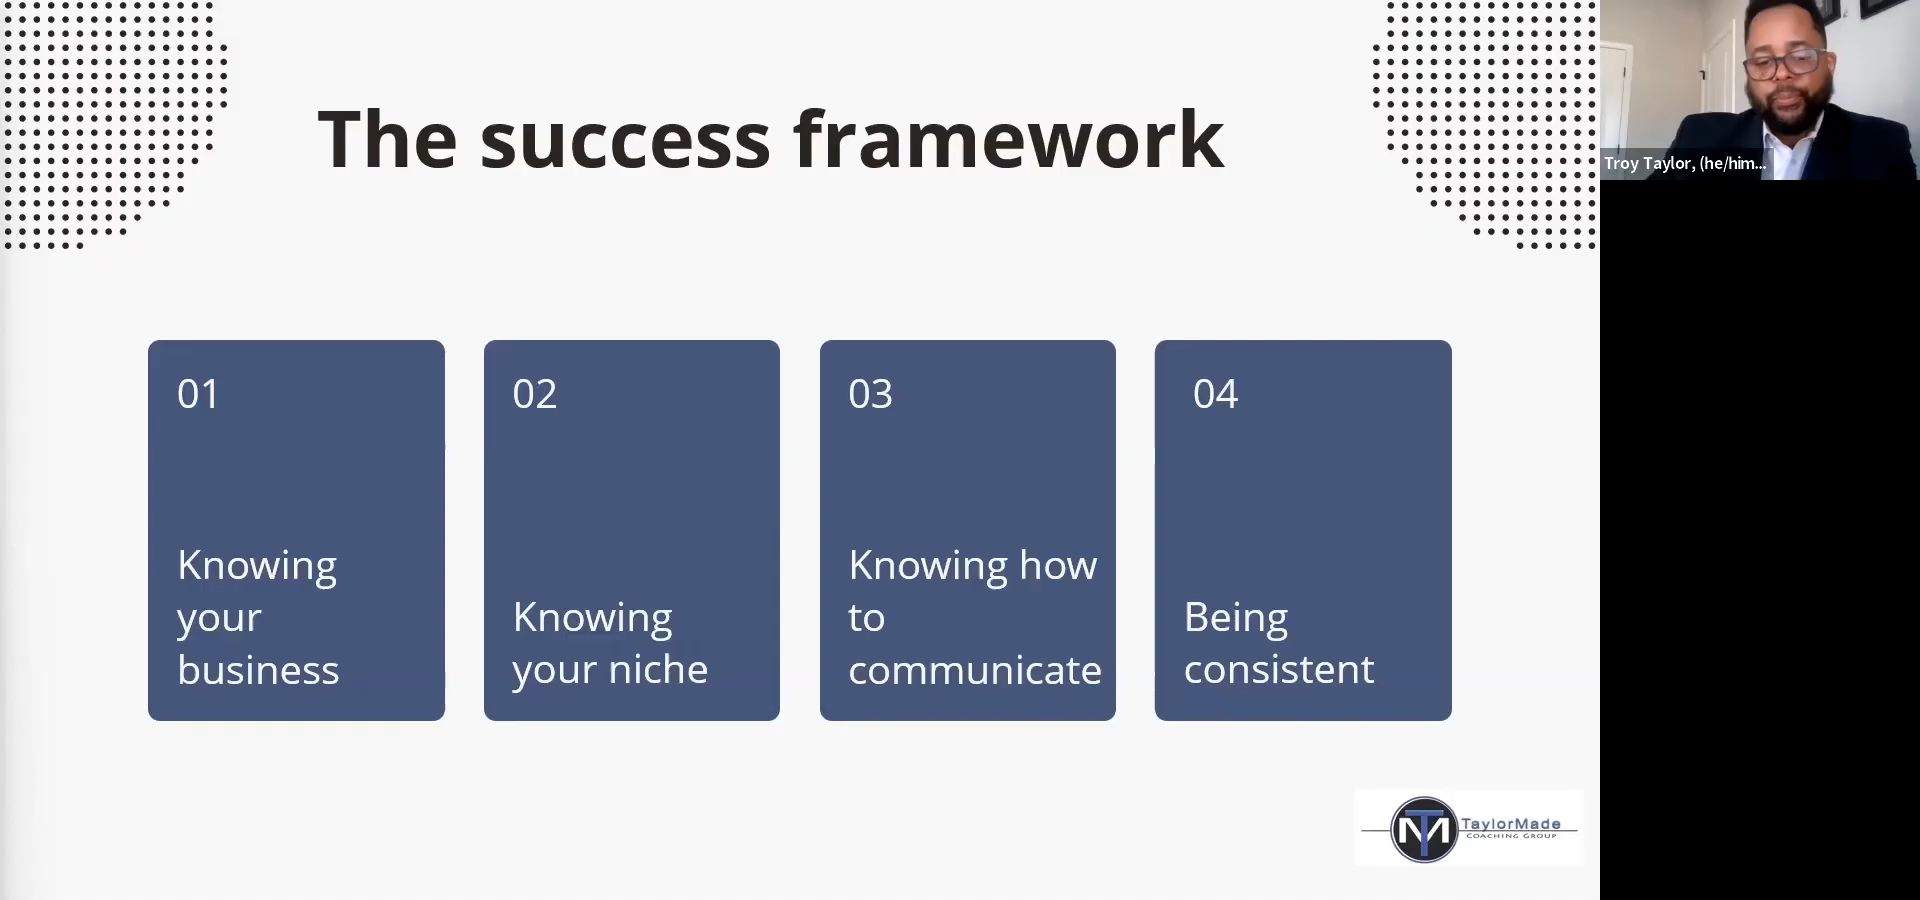 The success framework
Troy Taylor, (he/him...
01
Knowing
your
business
02
Knowing
your niche
03
Knowing how
to
communicate
04
Being
consistent
TM
TaylorMade
COACHING GROUP